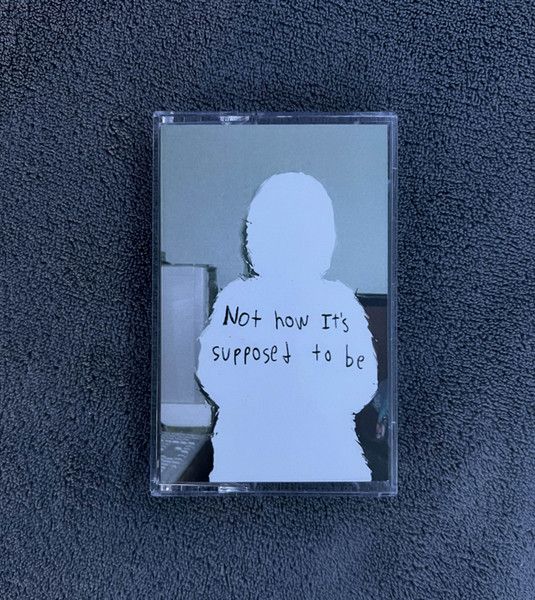 Not how It's
supposed to be